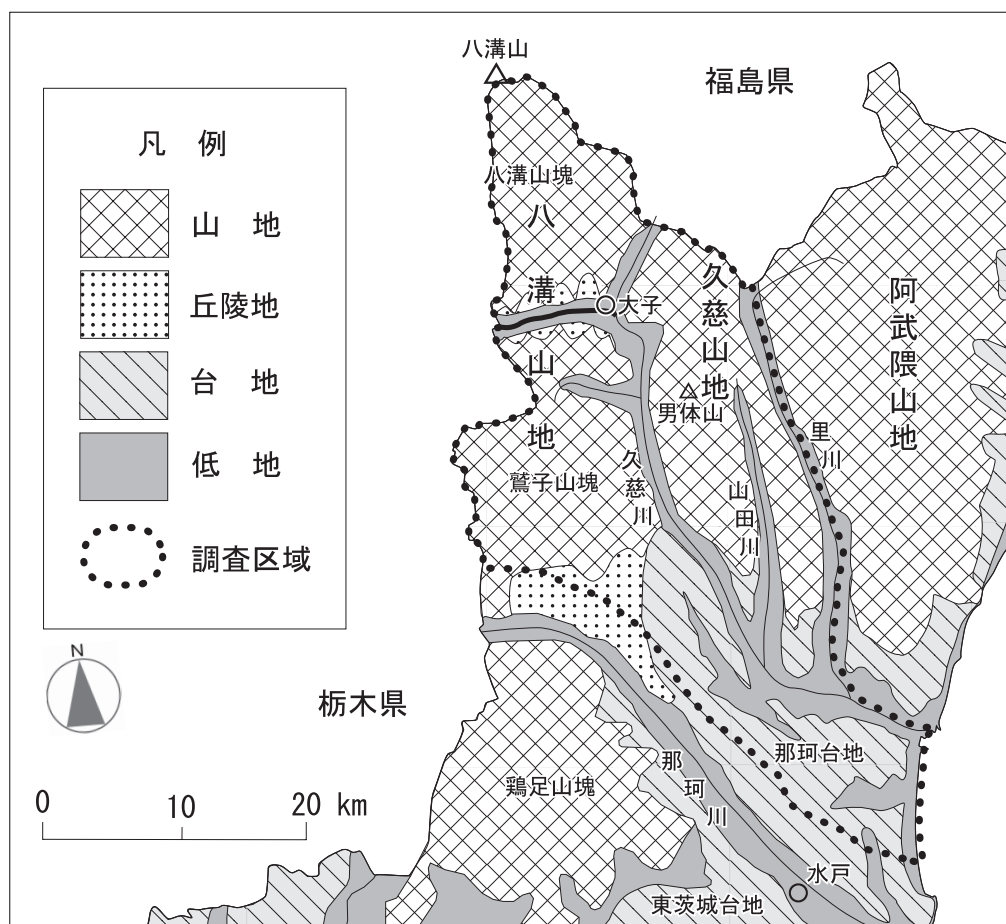 八溝山
福島県
凡 例
山 地
丘陵地
台 地
低 地
調査区域
N
0 10 20 km
栃木県
八溝山塊
八溝山地
大子
久慈山地
阿武隈山地
男体山
鷲子山塊
久慈川
山田川
里川
那珂台地
那珂川
鶏足山塊
水戸
東茨城台地